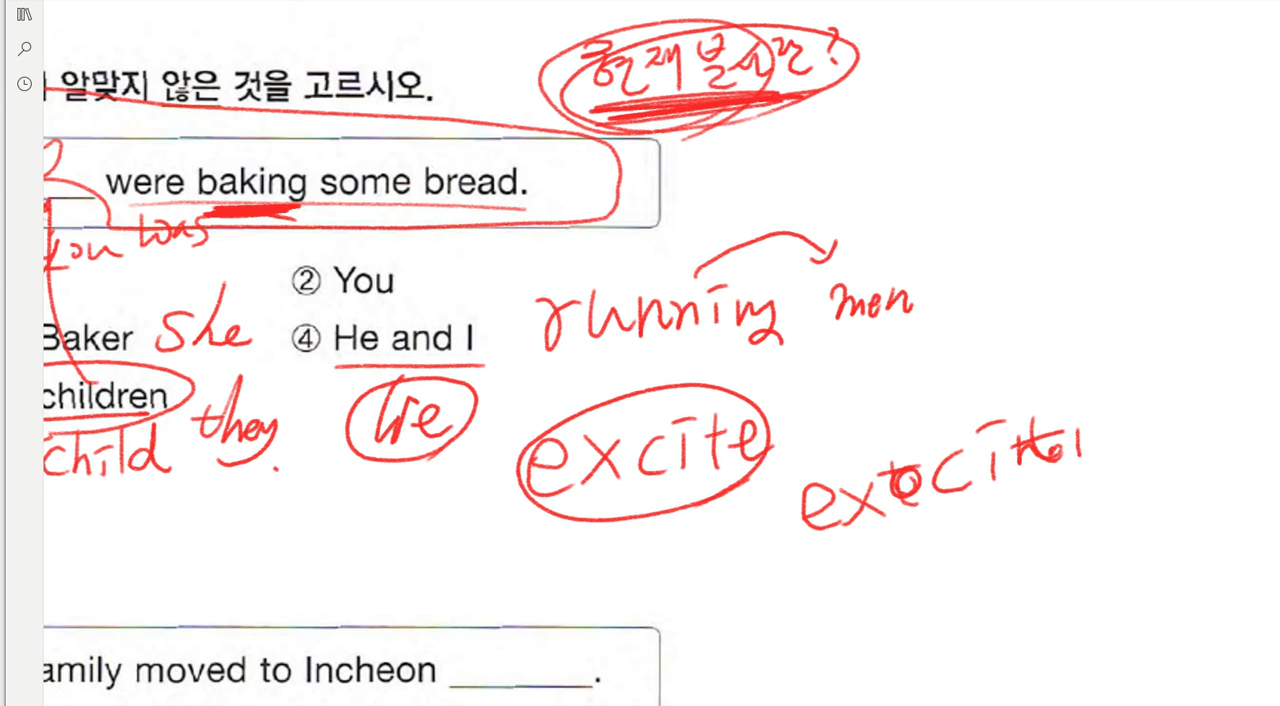 알맞지 않은 것을 고르시오.
현재 분사란?
were baking some bread.
you was
② You
Baker she ④ He and I
running men
children they we
child
excite
amily moved to Incheon ______.